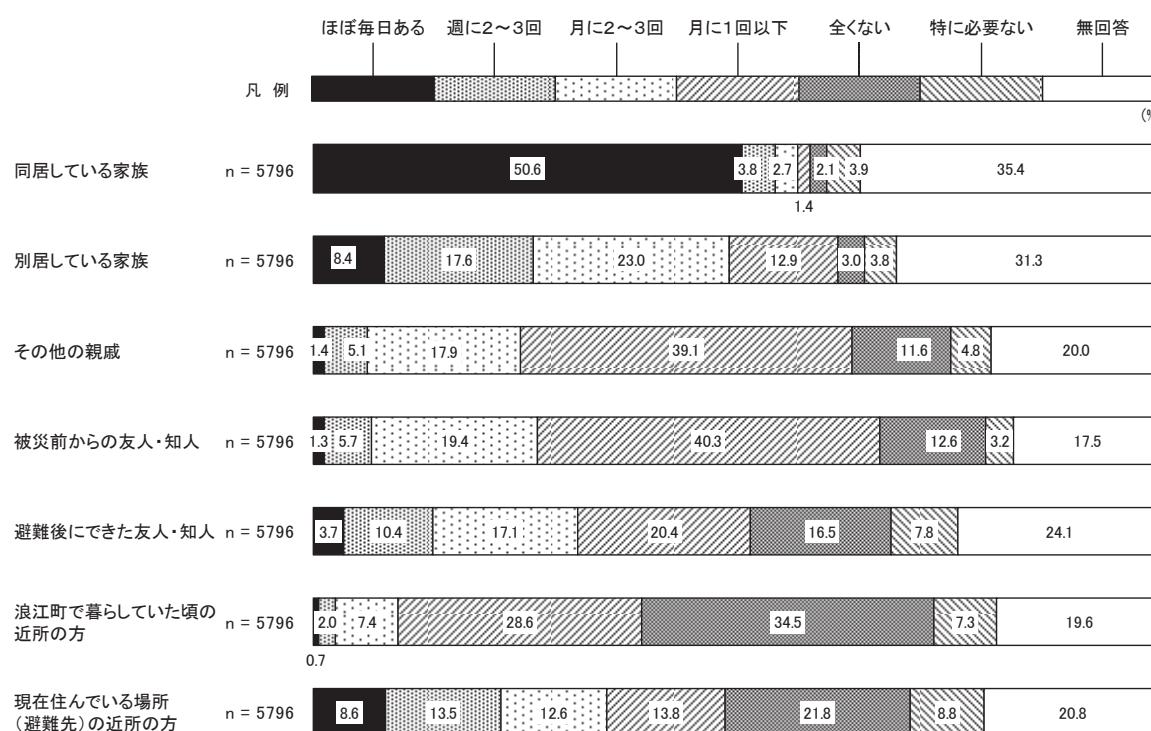 ほぼ毎日ある 週に2~3回 月に2~3回 月に1回以下 全くない 特に必要ない 無回答
凡 例
同居している家族 n = 5796 50.6 3.8 2.7 2.1 3.9 35.4
1.4
別居している家族 n = 5796 8.4 17.6 23.0 12.9 3.0 3.8 31.3
その他の親戚 n = 5796 1.4 5.1 17.9 39.1 11.6 4.8 20.0
被災前からの友人・知人 n = 5796 1.3 5.7 19.4 40.3 12.6 3.2 17.5
避難後にできた友人・知人 n = 5796 3.7 10.4 17.1 20.4 16.5 7.8 24.1
浪江町で暮らしていた頃の
近所の方 n = 5796 2.0 7.4 28.6 34.5 7.3 19.6
0.7
現在住んでいる場所
(避難先)の近所の方 n = 5796 8.6 13.5 12.6 13.8 21.8 8.8 20.8